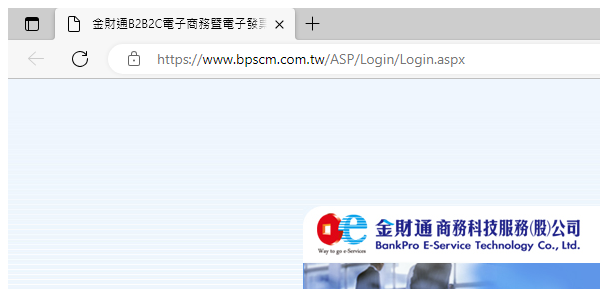 金財通B2B2C電子商務暨電子發票
https://www.bpscm.com.tw/ASP/Login/Login.aspx
金財通 商務科技服務(股)公司
BankPro E-Service Technology Co., Ltd.
Way to go e-Services